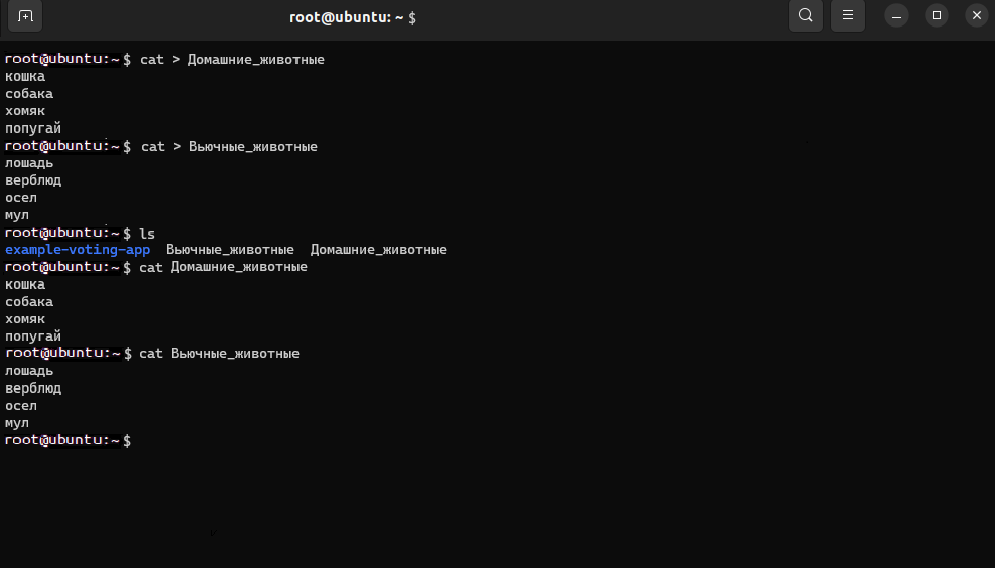 root@ubuntu: ~ $
root@ubuntu:~$ cat > Домашние_животные
кошка
собака
хомяк
попугай
root@ubuntu:~$ cat > Вьючные_животные
лошадь
верблюд
осел
мул
root@ubuntu:~$ ls
example-voting-app  Вьючные_животные  Домашние_животные
root@ubuntu:~$ cat Домашние_животные
кошка
собака
хомяк
попугай
root@ubuntu:~$ cat Вьючные_животные
лошадь
верблюд
осел
мул
root@ubuntu:~$